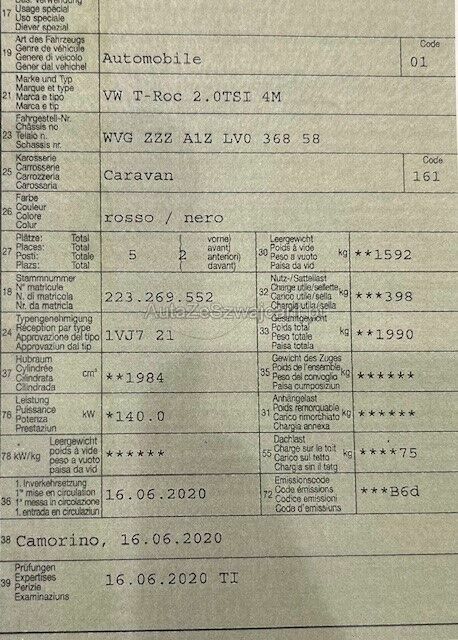 Bes. Verwendung
17 Usage spécial
Uso speciale
Diever spezial
Art des Fahrzeugs
19 Genre de véhicule
Genere di veicolo
Gener dal vehichel
Automobile
Code
01
Marke und Typ
21 Marque et type
Marca e tipo
Marca e tip
VW T-Roc 2.0TSI 4M
Fahrgestell-Nr.
23 Châssis no
Telaio n.
Schassis nr.
WVG ZZZ A1Z LV0 368 58
Karosserie
25 Carrosserie
Carrozzeria
Carossaria
Caravan
Code
161
Farbe
26 Couleur
Colore
Colur
rosso / nero
Plätze: Total
27 Places: Total
Posti: Totale
Plazs: Total
5
2
vorne)
avant)
anteriori)
davant)
Leergewicht
30 Poids à vide kg
Peso a vuoto
Paisa da vid
**1592
Stammnummer
18 N° matricule
N. di matricola
Nr. da matricla
223.269.552
Nutz-/Sattellast
32 Charge utile/sellette kg
Carico utile/sella
Chargia utila/sella
***398
Typengenehmigung
24 Réception par type
Approvazione del tipo
Approvaziun dal tip
1VJ7 21
Gesamtgewicht
33 Poids total kg
Peso totale
Paisa totala
**1990
Hubraum
37 Cylindrée cm³
Cilindrata
Cilindrada
**1984
Gewicht des Zuges
35 Poids de l'ensemble kg
Peso del convoglio
Paisa cumposiziun
******
Leistung
76 Puissance kW
Potenza
Prestaziun
*140.0
Anhängelast
31 Poids remorquable kg
Carico rimorchiato
Chargia annexa
******
Leergewicht
78 kW/kg poids à vide
peso a vuoto
paisa da vid
******
Dachlast
55 Charge sur le toit kg
Carico sul tetto
Chargia sin il tetg
****75
1. Inverkehrsetzung
36 1re mise en circulation
1a messa in circolazione
1. entrada en circulaziun
16.06.2020
Emissionscode
72 Code émissions
Codice emissioni
Code d'emissiuns
***B6d
38 Camorino, 16.06.2020
Prüfungen
39 Expertises
Perizie
Examinaziuns
16.06.2020 TI